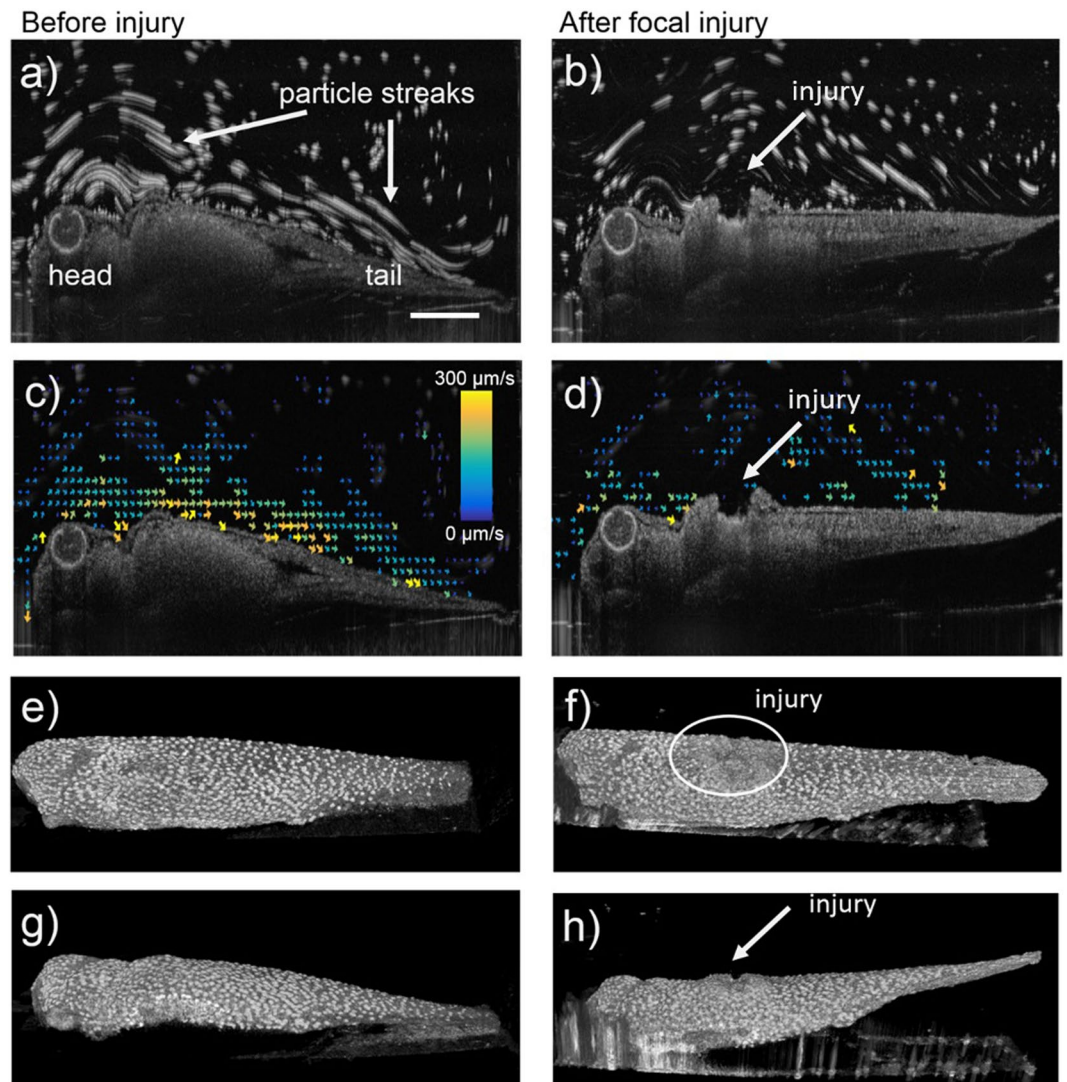 Before injury
After focal injury
a)
particle streaks
head
tail
b)
injury
c)
300 µm/s
0 µm/s
d)
injury
e)
f)
injury
g)
h)
injury